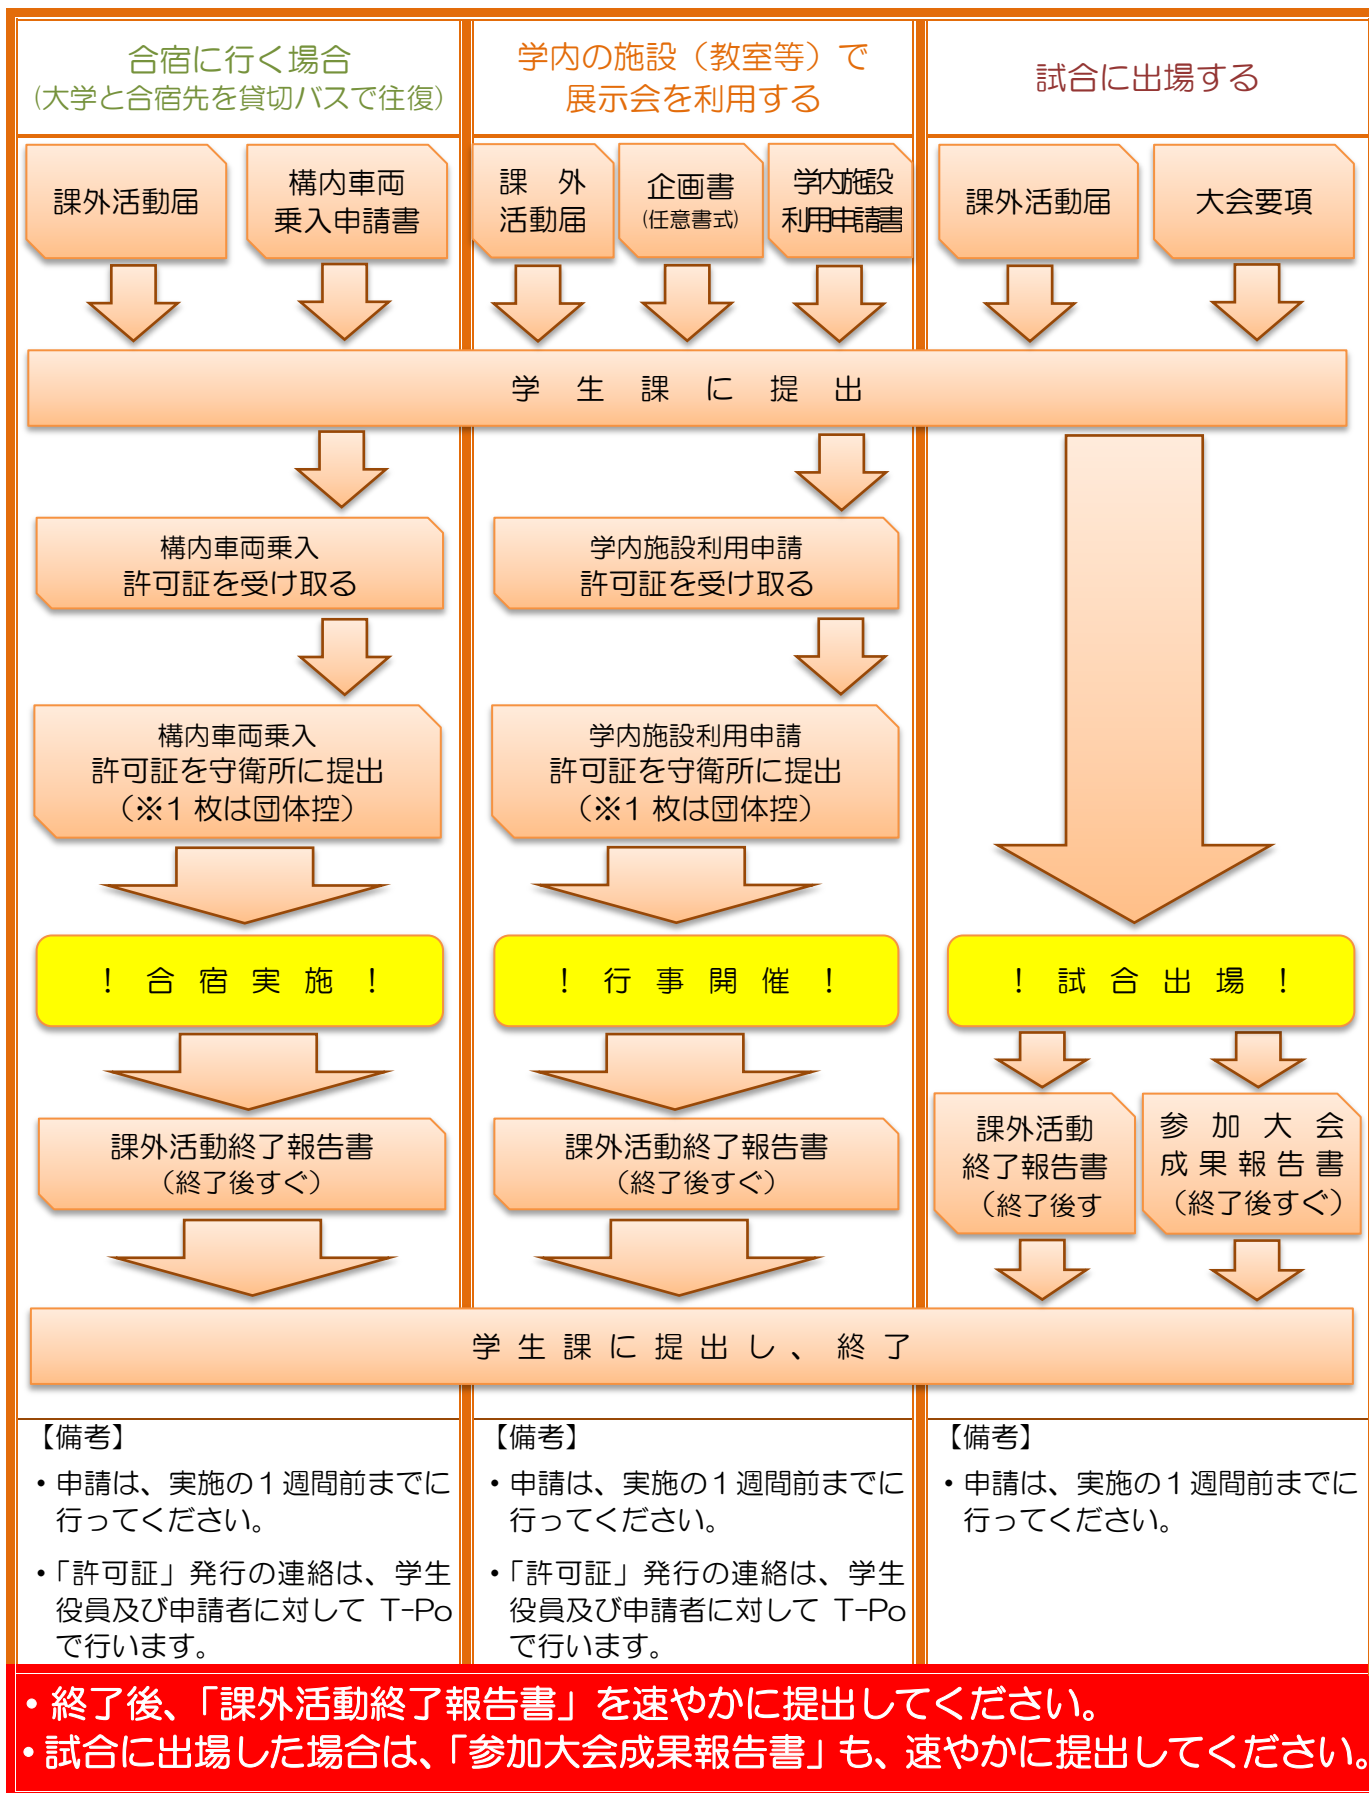 合宿に行く場合
(大学と合宿先を貸切バスで往復)
学内の施設（教室等）で
展示会を利用する
試合に出場する
課外活動届
構内車両
乗入申請書
課　外
活動届
企画書
(任意書式)
学内施設
利用申請書
課外活動届
大会要項
学 生 課 に 提 出
構内車両乗入
許可証を受け取る
学内施設利用申請
許可証を受け取る
構内車両乗入
許可証を守衛所に提出
（※1 枚は団体控）
学内施設利用申請
許可証を守衛所に提出
（※1 枚は団体控）
！ 合 宿 実 施 ！
！ 行 事 開 催 ！
！ 試 合 出 場 ！
課外活動終了報告書
（終了後すぐ）
課外活動終了報告書
（終了後すぐ）
課外活動
終了報告書
（終了後す
参 加 大 会
成 果 報 告 書
（終了後すぐ）
学 生 課 に 提 出 し 、 終 了
【備考】
・申請は、実施の１週間前までに
行ってください。
・「許可証」発行の連絡は、学生
役員及び申請者に対して T-Po
で行います。
【備考】
・申請は、実施の１週間前までに
行ってください。
・「許可証」発行の連絡は、学生
役員及び申請者に対して T-Po
で行います。
【備考】
・申請は、実施の１週間前までに
行ってください。
・終了後、「課外活動終了報告書」を速やかに提出してください。
・試合に出場した場合は、「参加大会成果報告書」も、速やかに提出してください。